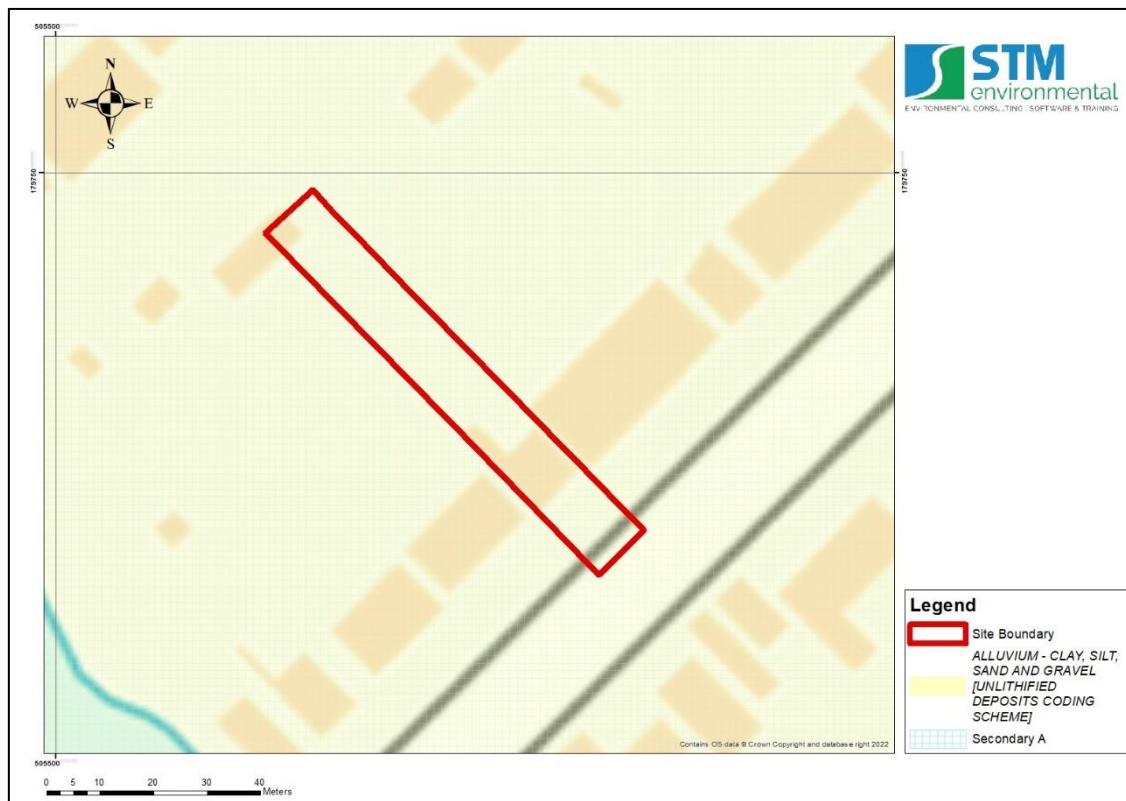 505500
N
W E
S
179750
179750
STM
environmental
ENVIRONMENTAL CONSULTING : SOFTWARE & TRAINING
Legend
Site Boundary
ALLUVIUM - CLAY, SILT,
SAND AND GRAVEL
[UNLITHIFIED
DEPOSITS CODING
SCHEME]
Secondary A
Contains OS data © Crown Copyright and database right 2022
505500
0 5 10 20 30 40
Meters